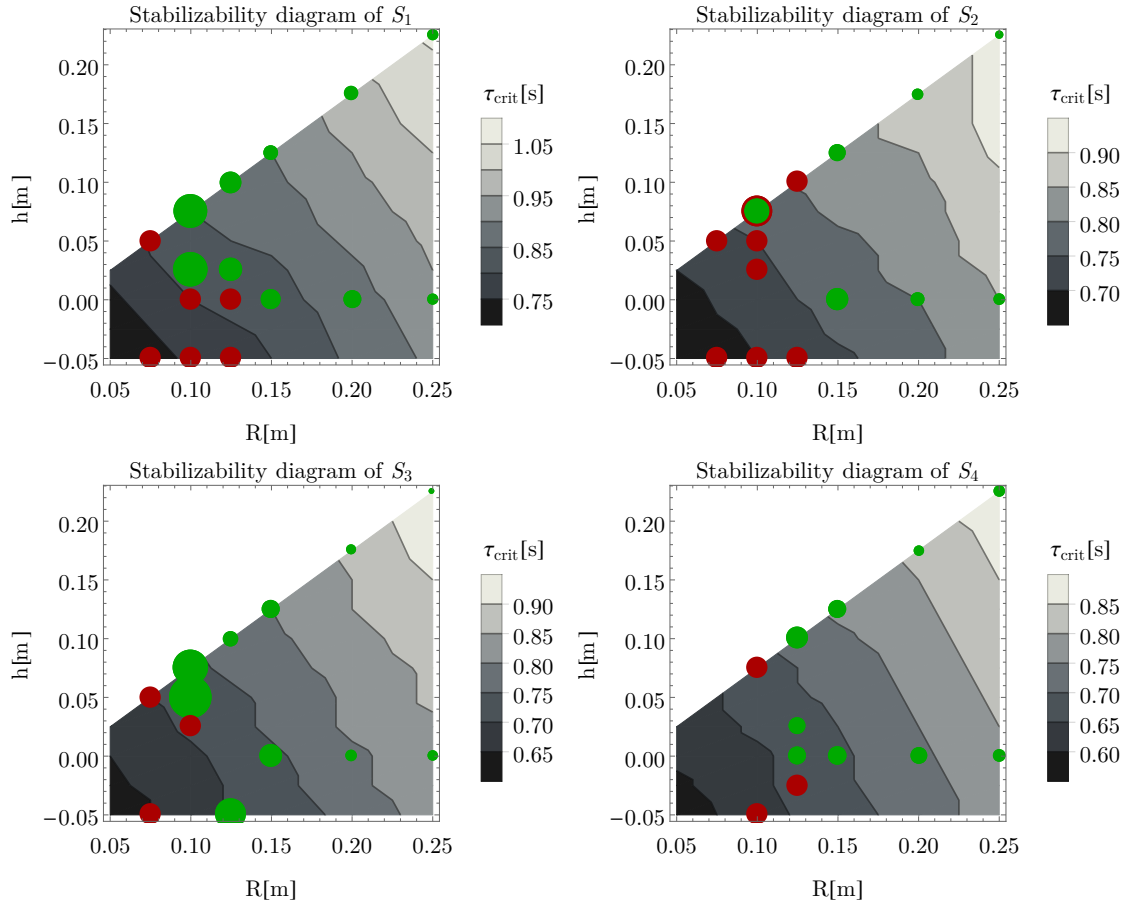 Stabilizability diagram of S1
τcrit[s]
1.05
0.95
0.85
0.75
h[m]
0.20
0.15
0.10
0.05
0.00
−0.05
0.05 0.10 0.15 0.20 0.25
R[m]
Stabilizability diagram of S2
τcrit[s]
0.90
0.85
0.80
0.75
0.70
h[m]
0.20
0.15
0.10
0.05
0.00
−0.05
0.05 0.10 0.15 0.20 0.25
R[m]
Stabilizability diagram of S3
τcrit[s]
0.90
0.85
0.80
0.75
0.70
0.65
h[m]
0.20
0.15
0.10
0.05
0.00
−0.05
0.05 0.10 0.15 0.20 0.25
R[m]
Stabilizability diagram of S4
τcrit[s]
0.85
0.80
0.75
0.70
0.65
0.60
h[m]
0.20
0.15
0.10
0.05
0.00
−0.05
0.05 0.10 0.15 0.20 0.25
R[m]